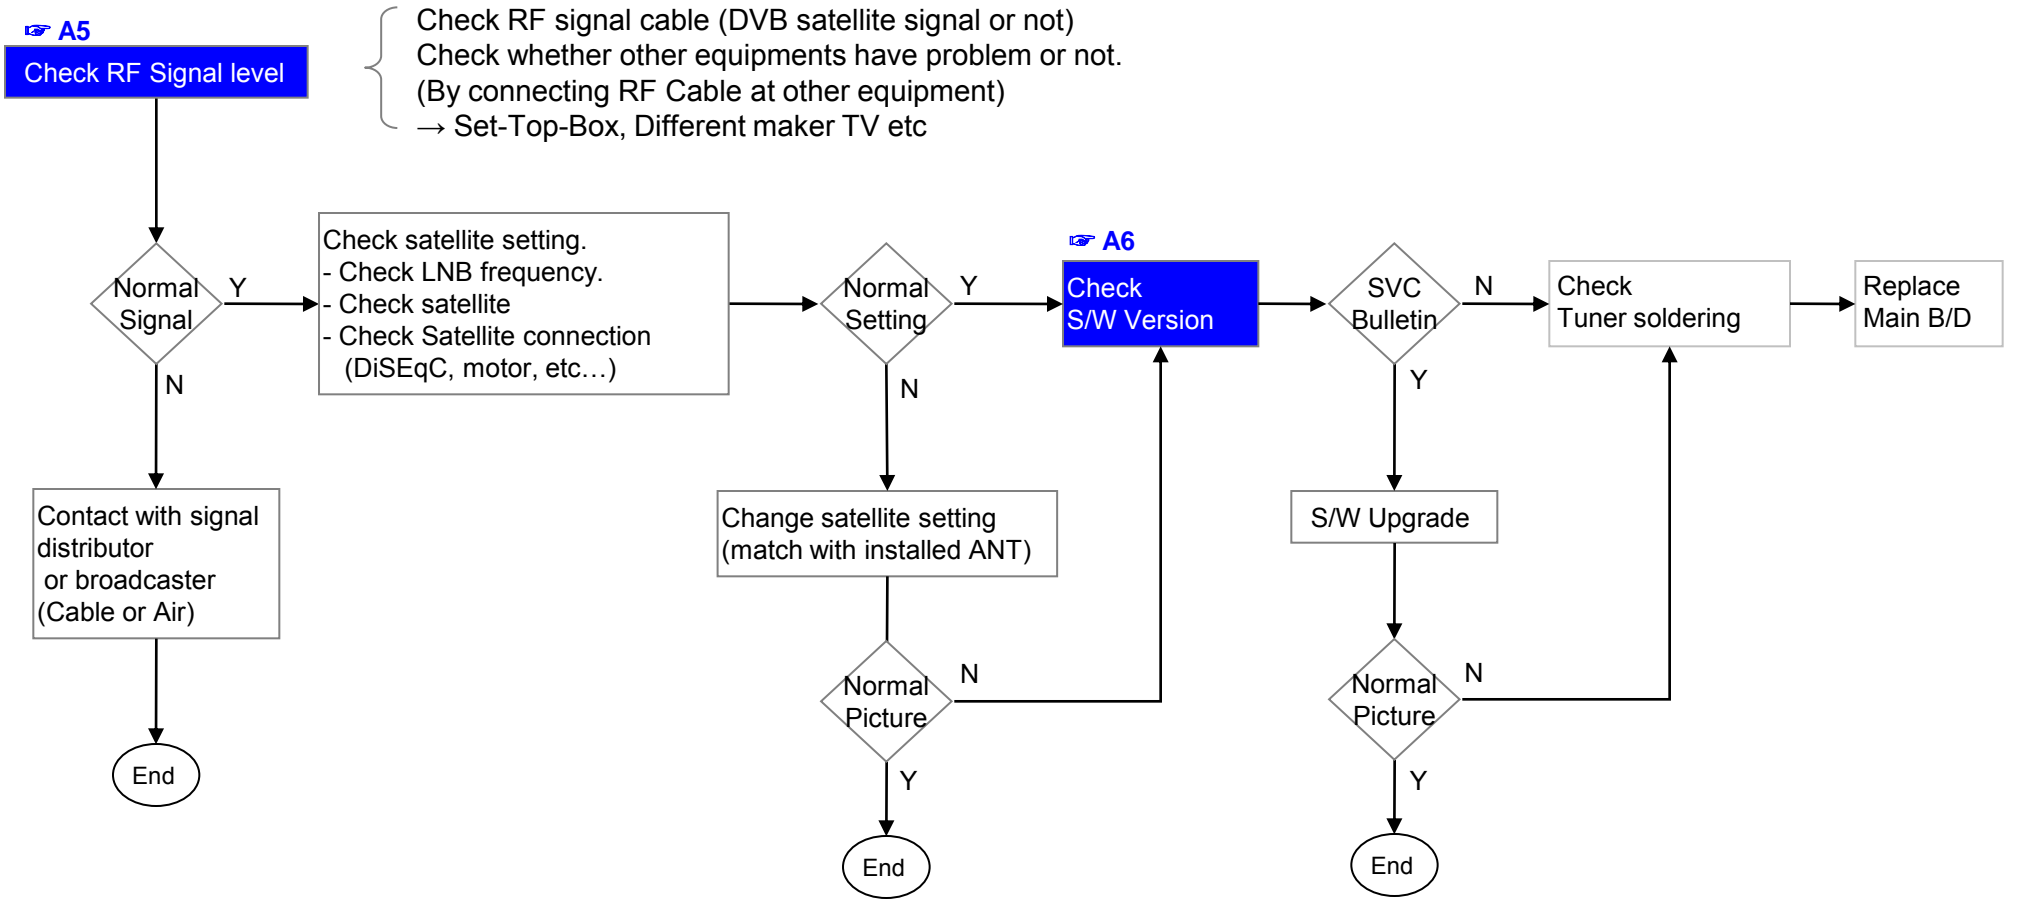 ☞ A5
Check RF Signal level
Check RF signal cable (DVB satellite signal or not)
Check whether other equipments have problem or not.
(By connecting RF Cable at other equipment)
→ Set-Top-Box, Different maker TV etc
Normal
Signal
Y
N
Check satellite setting.
- Check LNB frequency.
- Check satellite
- Check Satellite connection
(DiSEqC, motor, etc…)
Normal
Setting
Y
N
☞ A6
Check
S/W Version
SVC
Bulletin
N
Y
Check
Tuner soldering
Replace
Main B/D
Contact with signal
distributor
or broadcaster
(Cable or Air)
End
Change satellite setting
(match with installed ANT)
Normal
Picture
N
Y
End
S/W Upgrade
Normal
Picture
N
Y
End